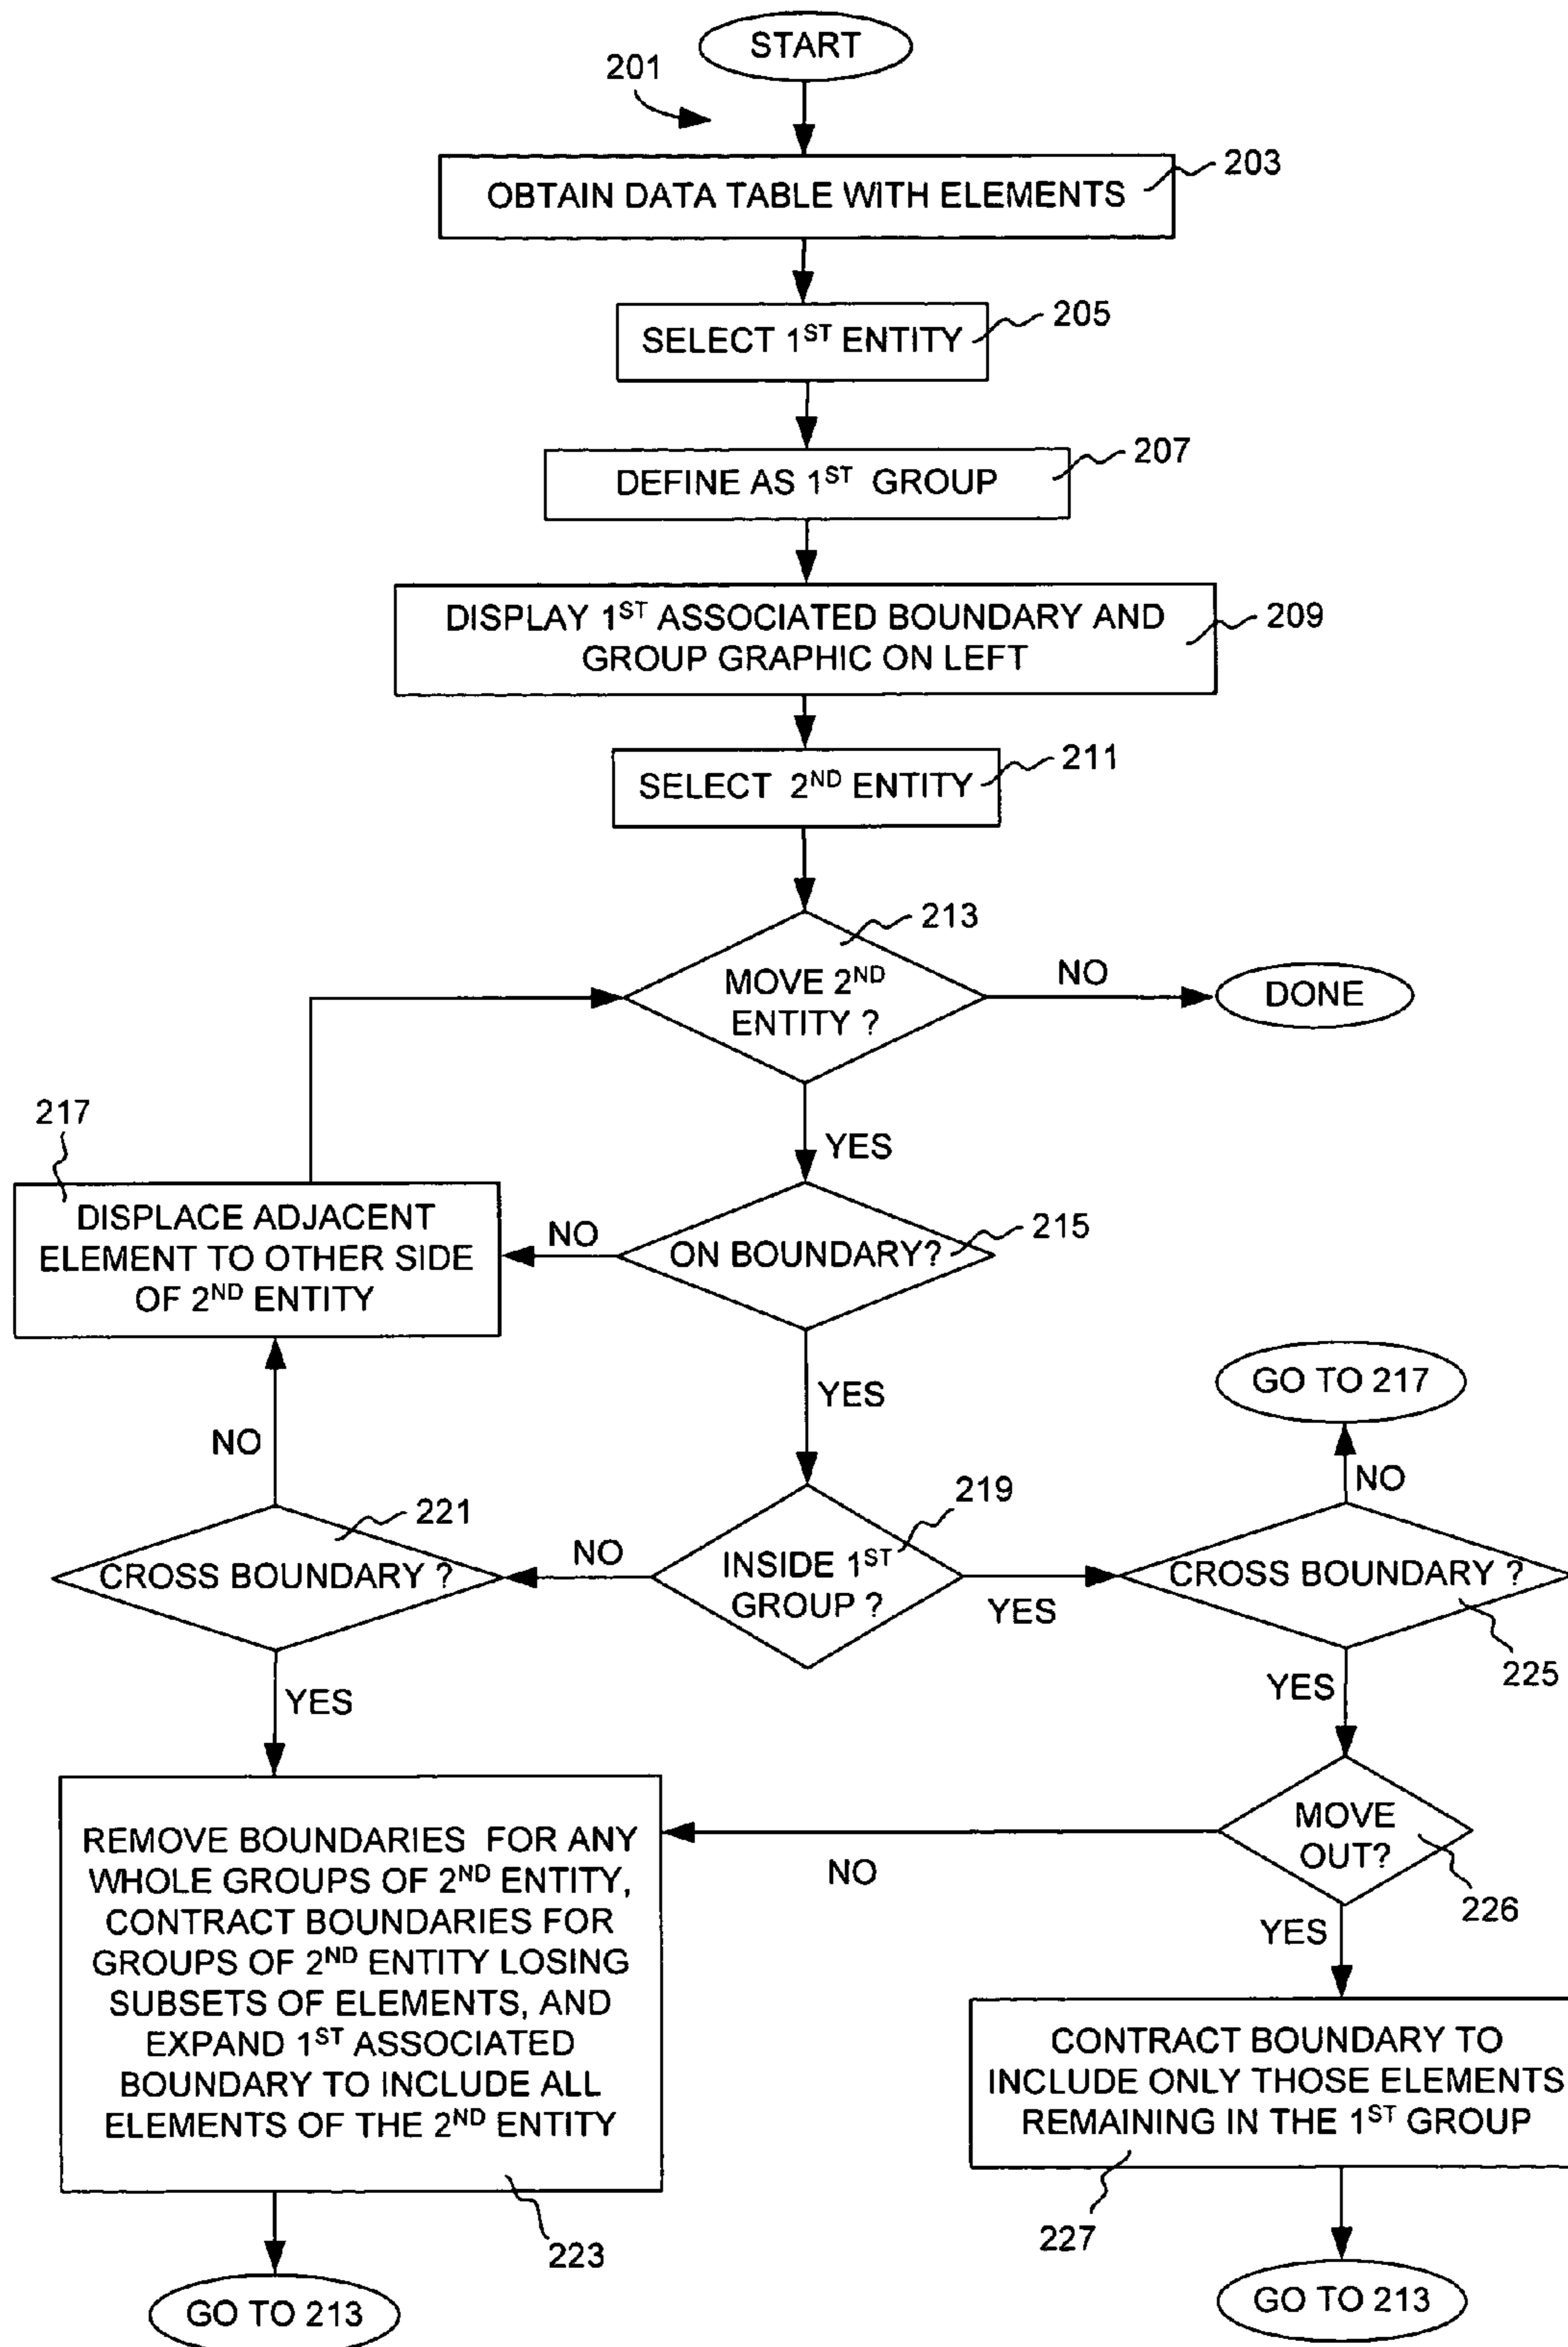 START
201
OBTAIN DATA TABLE WITH ELEMENTS
203
SELECT 1ST ENTITY
205
DEFINE AS 1ST GROUP
207
DISPLAY 1ST ASSOCIATED BOUNDARY AND
GROUP GRAPHIC ON LEFT
209
SELECT 2ND ENTITY
211
213
MOVE 2ND
ENTITY ?
NO
DONE
YES
217
DISPLACE ADJACENT
ELEMENT TO OTHER SIDE
OF 2ND ENTITY
NO
ON BOUNDARY?
215
YES
GO TO 217
NO
NO
221
CROSS BOUNDARY ?
NO
219
INSIDE 1ST
GROUP ?
YES
CROSS BOUNDARY ?
225
YES
YES
REMOVE BOUNDARIES FOR ANY
WHOLE GROUPS OF 2ND ENTITY,
CONTRACT BOUNDARIES FOR
GROUPS OF 2ND ENTITY LOSING
SUBSETS OF ELEMENTS, AND
EXPAND 1ST ASSOCIATED
BOUNDARY TO INCLUDE ALL
ELEMENTS OF THE 2ND ENTITY
223
NO
MOVE
OUT?
226
YES
CONTRACT BOUNDARY TO
INCLUDE ONLY THOSE ELEMENTS
REMAINING IN THE 1ST GROUP
227
GO TO 213
GO TO 213